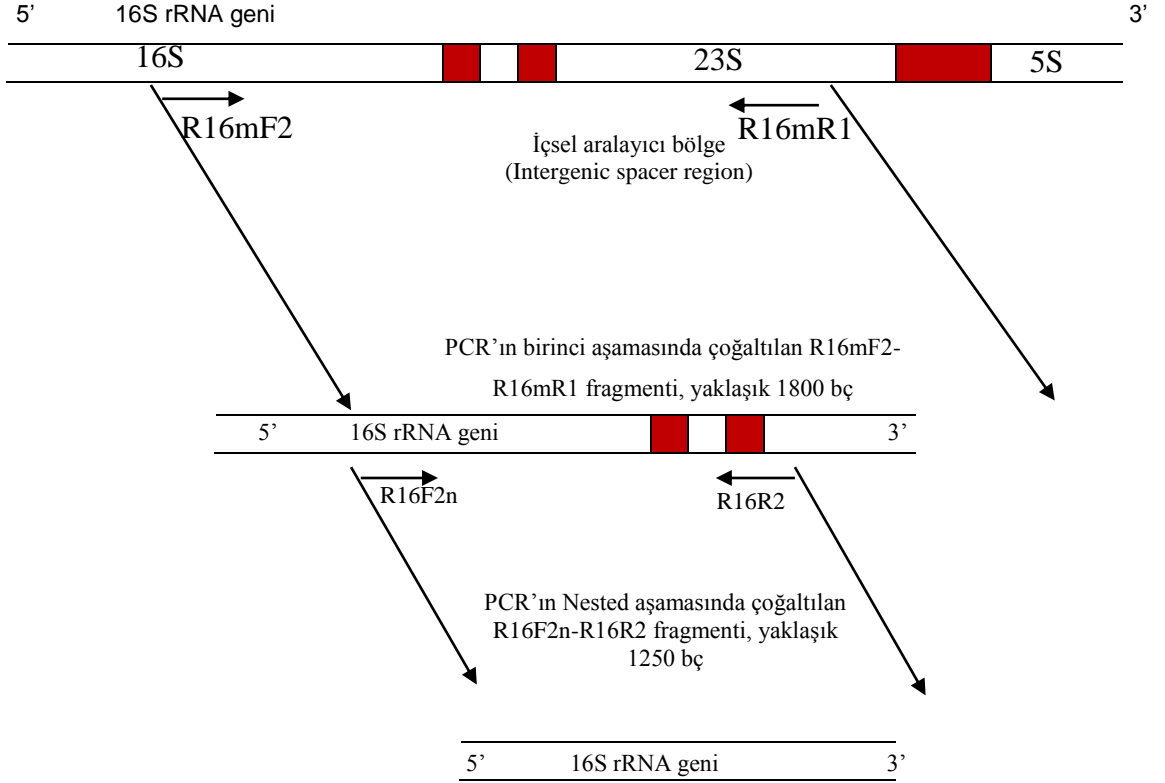 5’ 16S rRNA geni 3’
16S 23S 5S
R16mF2 R16mR1
İçsel aralayıcı bölge
(Intergenic spacer region)
PCR’ın birinci aşamasında çoğaltılan R16mF2-
R16mR1 fragmenti, yaklaşık 1800 bç
5’ 16S rRNA geni 3’
R16F2n R16R2
PCR’ın Nested aşamasında çoğaltılan
R16F2n-R16R2 fragmenti, yaklaşık
1250 bç
5’ 16S rRNA geni 3’